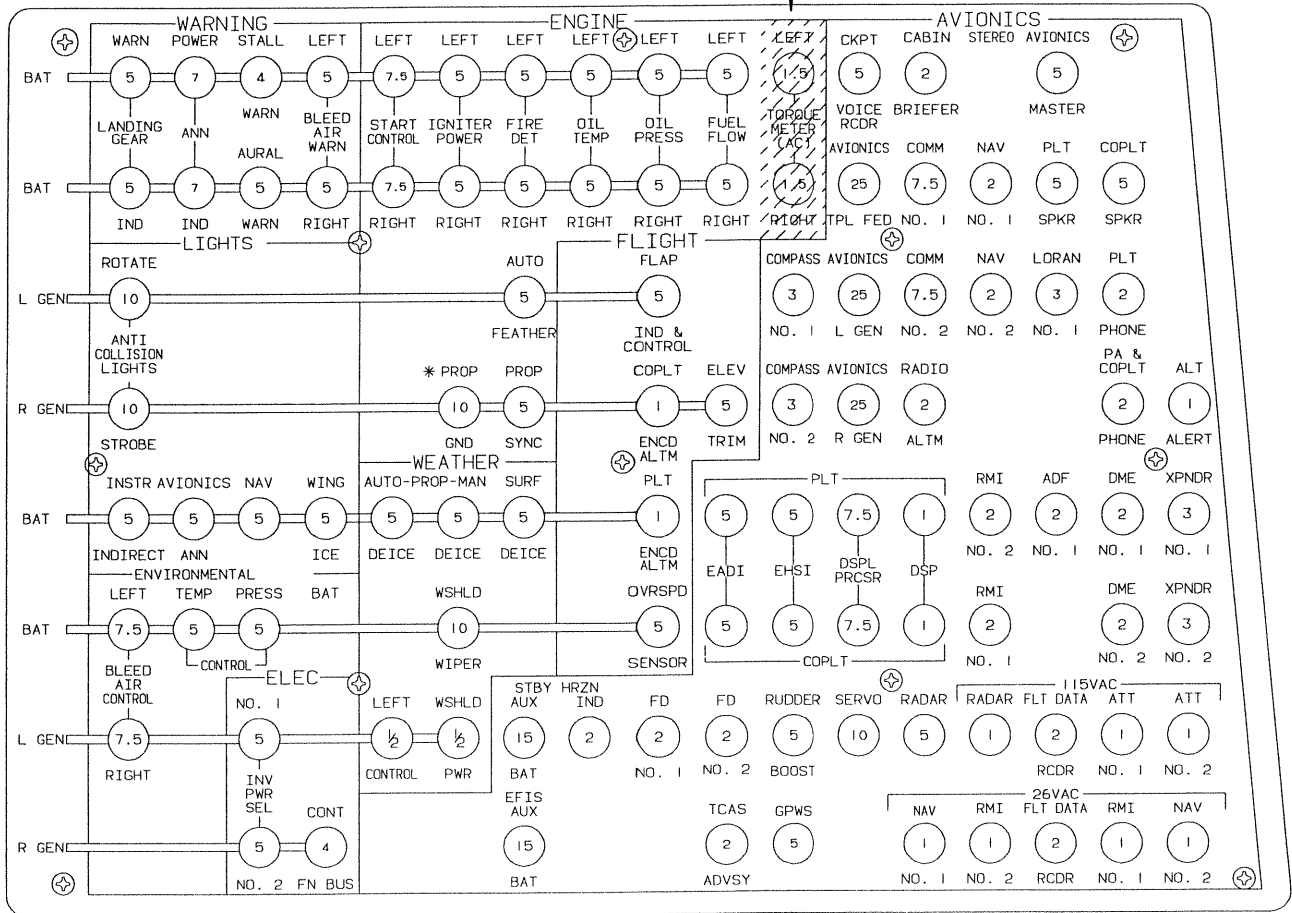 WARNING ENGINE AVIONICS
WARN POWER STALL LEFT LEFT LEFT LEFT LEFT LEFT LEFT LEFT CKPT CABIN STEREO AVIONICS
BAT 5 7 4 5 7.5 5 5 5 5 5 1.5 5 2 5
WARN VOICE RCDR BRIEFER MASTER
LANDING GEAR ANN BLEED AIR WARN START CONTROL IGNITER POWER FIRE DET OIL TEMP OIL PRESS FUEL FLOW TORQUE METER (AC)
AURAL AVIONICS COMM NAV PLT COPLT
BAT 5 7 5 5 7.5 5 5 5 5 5 1.5 25 7.5 2 5 5
IND IND WARN RIGHT RIGHT RIGHT RIGHT RIGHT RIGHT RIGHT RIGHT TPL FED NO. 1 NO. 1 SPKR SPKR
LIGHTS FLIGHT
ROTATE AUTO FLAP COMPASS AVIONICS COMM NAV LORAN PLT
L GEN 10 5 5 3 25 7.5 2 3 2
FEATHER IND & CONTROL NO. 1 L GEN NO. 2 NO. 2 NO. 1 PHONE
ANTI COLLISION LIGHTS
* PROP PROP COPLT ELEV COMPASS AVIONICS RADIO PA & COPLT ALT
R GEN 10 10 5 1 5 3 25 2 2 1
STROBE GND SYNC ENCD ALTM TRIM NO. 2 R GEN ALTM PHONE ALERT
WEATHER
INSTR AVIONICS NAV WING AUTO-PROP-MAN SURF PLT PLT RMI ADF DME XPNDR
BAT 5 5 5 5 5 5 5 1 5 5 7.5 1 2 2 2 3
INDIRECT ANN ICE DEICE DEICE DEICE ENCD ALTM NO. 2 NO. 1 NO. 1 NO. 1
EADI EHSI DSPL PRCSR DSP
ENVIRONMENTAL
LEFT TEMP PRESS BAT WSHLD OVRSPD RMI DME XPNDR
BAT 7.5 5 5 10 5 5 5 7.5 1 2 2 3
CONTROL WIPER SENSOR COPLT NO. 1 NO. 2 NO. 2
BLEED AIR CONTROL
ELEC 115VAC
NO. 1 LEFT WSHLD STBY HRZN AUX IND FD FD RUDDER SERVO RADAR RADAR FLT DATA ATT ATT
L GEN 7.5 5 ½ ½ 15 2 2 2 5 10 5 1 2 1 1
RIGHT CONTROL PWR BAT NO. 1 NO. 2 BOOST RCDR NO. 1 NO. 2
INV PWR SEL
26VAC
CONT EFIS AUX TCAS GPWS NAV RMI FLT DATA RMI NAV
R GEN 5 4 15 2 5 1 1 2 1 1
NO. 2 FN BUS BAT ADVSY NO. 1 NO. 2 RCDR NO. 1 NO. 2